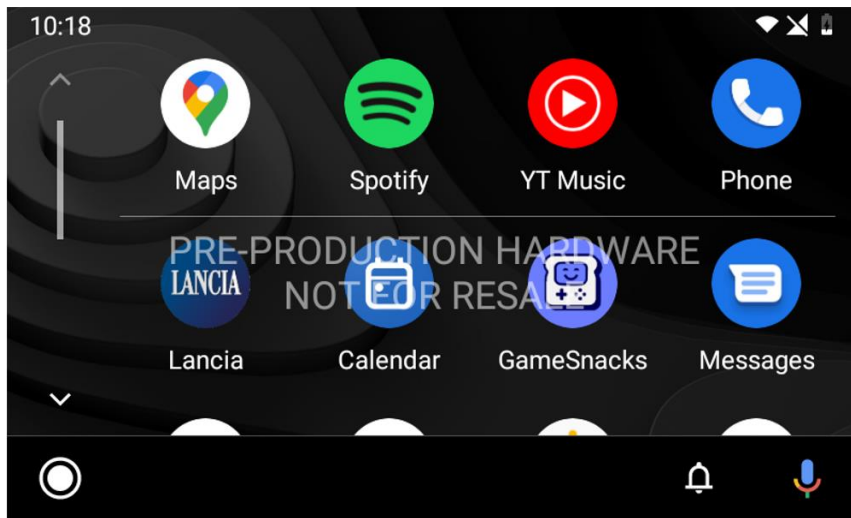 10:18
Maps
Spotify
YT Music
Phone
PRE-PRODUCTION HARDWARE
NOT FOR RESALE
LANCIA
Lancia
Calendar
GameSnacks
Messages